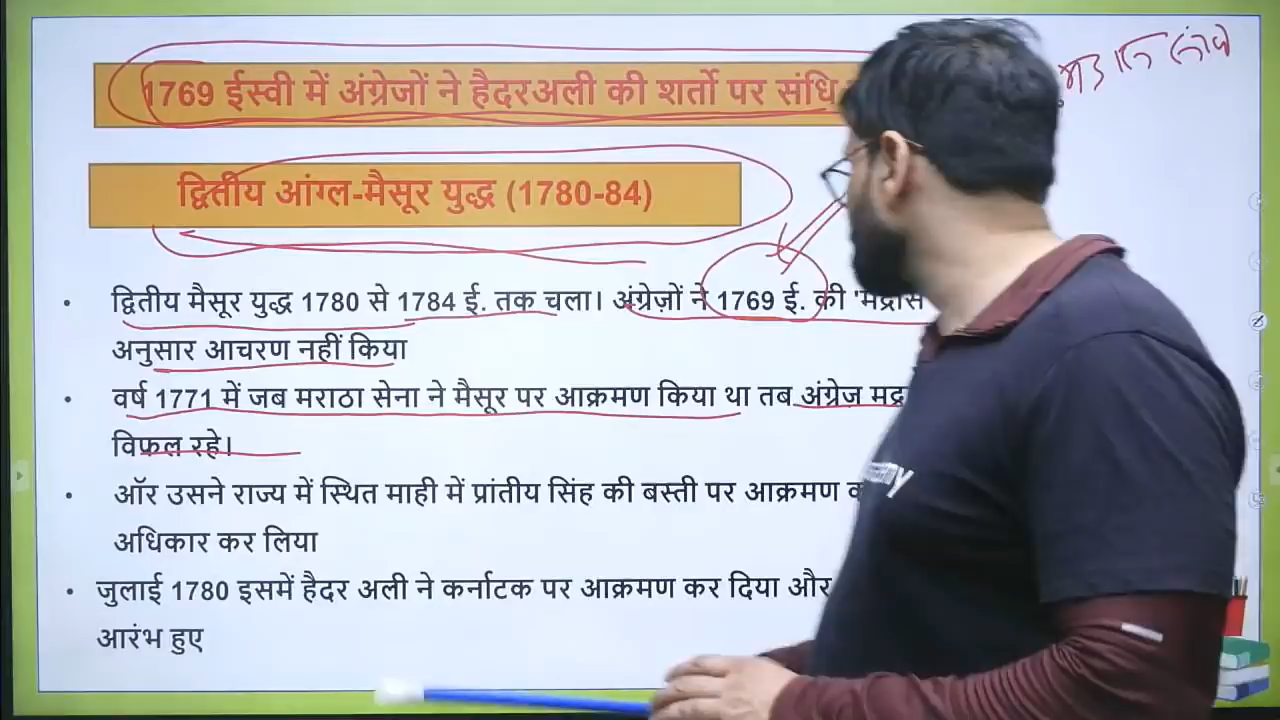 1769 ईस्वी में अंग्रेजों ने हैदरअली की शर्तो पर संधि
द्वितीय आंग्ल-मैसूर युद्ध (1780-84)
• द्वितीय मैसूर युद्ध 1780 से 1784 ई. तक चला। अंग्रेज़ों ने 1769 ई. की 'मद्रास
अनुसार आचरण नहीं किया
• वर्ष 1771 में जब मराठा सेना ने मैसूर पर आक्रमण किया था तब अंग्रेज मद्र
विफल रहे।
• ऑर उसने राज्य में स्थित माही में प्रांतीय सिंह की बस्ती पर आक्रमण
अधिकार कर लिया
• जुलाई 1780 इसमें हैदर अली ने कर्नाटक पर आक्रमण कर दिया और
आरंभ हुए